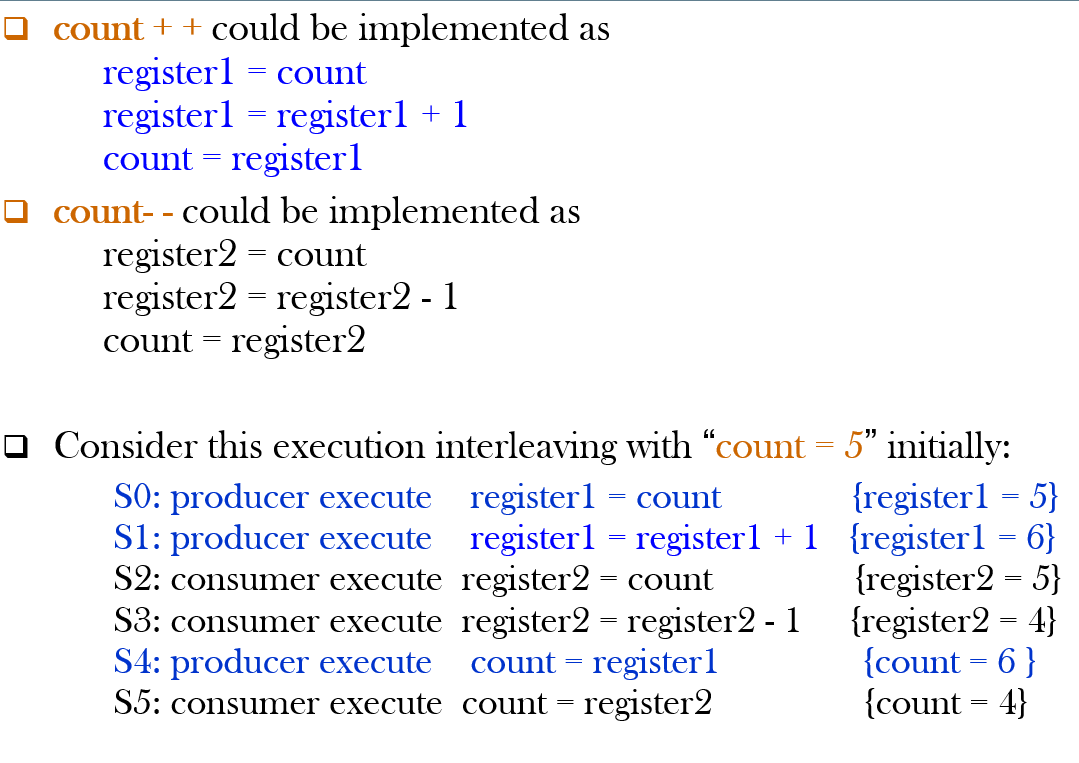 ❑ count + + could be implemented as
register1 = count
register1 = register1 + 1
count = register1
❑ count- - could be implemented as
register2 = count
register2 = register2 - 1
count = register2
❑ Consider this execution interleaving with “count = 5” initially:
S0: producer execute register1 = count {register1 = 5}
S1: producer execute register1 = register1 + 1 {register1 = 6}
S2: consumer execute register2 = count {register2 = 5}
S3: consumer execute register2 = register2 - 1 {register2 = 4}
S4: producer execute count = register1 {count = 6 }
S5: consumer execute count = register2 {count = 4}